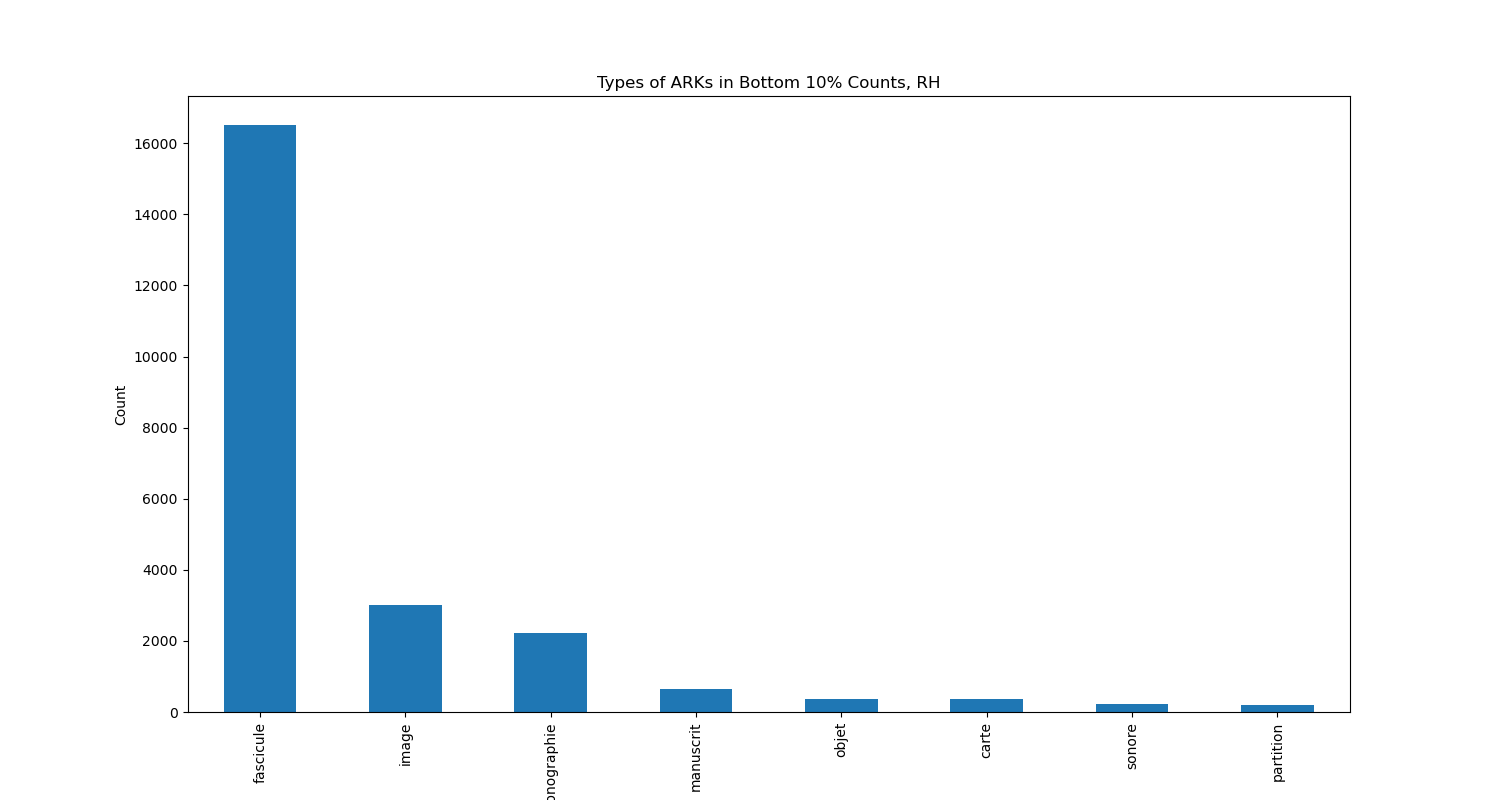 Types of ARKs in Bottom 10% Counts, RH
Count
16000
14000
12000
10000
8000
6000
4000
2000
0
fascicule
image
onographie
manuscrit
objet
carte
sonore
partition